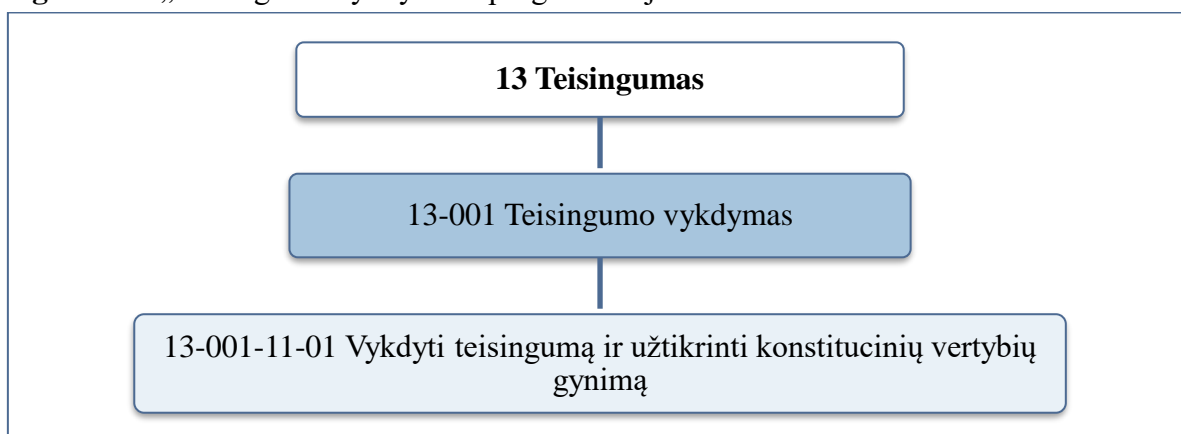 13 Teisingumas
13-001 Teisingumo vykdymas
13-001-11-01 Vykdyti teisingumą ir užtikrinti konstitucinių vertybių
gynimą